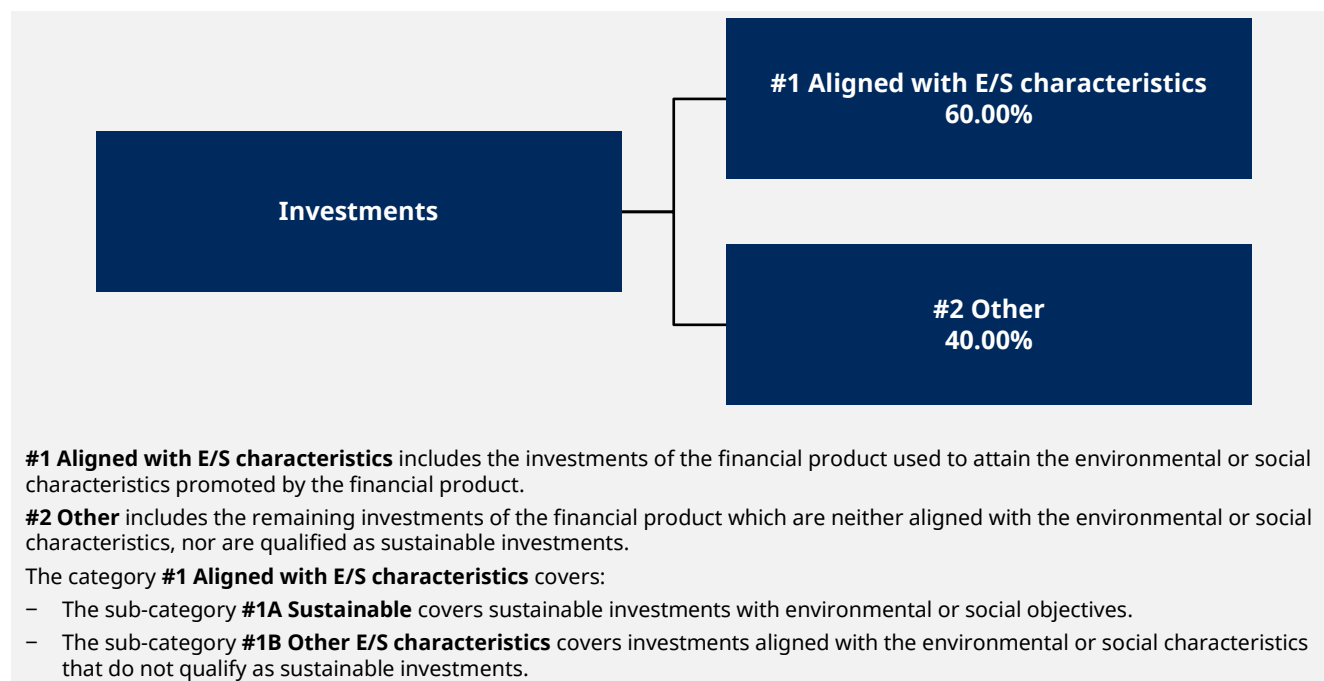 #1 Aligned with E/S characteristics
60.00%
Investments
#2 Other
40.00%
#1 Aligned with E/S characteristics includes the investments of the financial product used to attain the environmental or social
characteristics promoted by the financial product.
#2 Other includes the remaining investments of the financial product which are neither aligned with the environmental or social
characteristics, nor are qualified as sustainable investments.
The category #1 Aligned with E/S characteristics covers:
– The sub-category #1A Sustainable covers sustainable investments with environmental or social objectives.
– The sub-category #1B Other E/S characteristics covers investments aligned with the environmental or social characteristics
that do not qualify as sustainable investments.